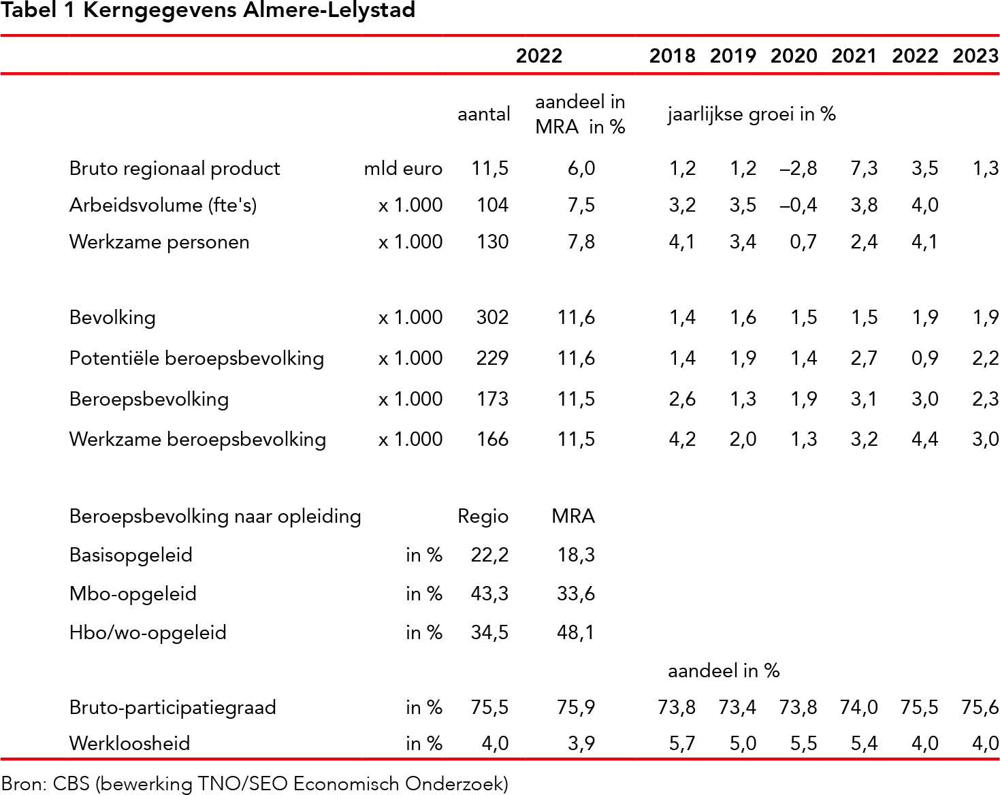 Tabel 1 Kerngegevens Almere-Lelystad
2022 2018 2019 2020 2021 2022 2023
aantal aandeel in MRA in % jaarlijkse groei in %
Bruto regionaal product mld euro 11,5 6,0 1,2 1,2 –2,8 7,3 3,5 1,3
Arbeidsvolume (fte's) x 1.000 104 7,5 3,2 3,5 –0,4 3,8 4,0
Werkzame personen x 1.000 130 7,8 4,1 3,4 0,7 2,4 4,1
Bevolking x 1.000 302 11,6 1,4 1,6 1,5 1,5 1,9 1,9
Potentiële beroepsbevolking x 1.000 229 11,6 1,4 1,9 1,4 2,7 0,9 2,2
Beroepsbevolking x 1.000 173 11,5 2,6 1,3 1,9 3,1 3,0 2,3
Werkzame beroepsbevolking x 1.000 166 11,5 4,2 2,0 1,3 3,2 4,4 3,0
Beroepsbevolking naar opleiding Regio MRA
Basisopgeleid in % 22,2 18,3
Mbo-opgeleid in % 43,3 33,6
Hbo/wo-opgeleid in % 34,5 48,1
aandeel in %
Bruto-participatiegraad in % 75,5 75,9 73,8 73,4 73,8 74,0 75,5 75,6
Werkloosheid in % 4,0 3,9 5,7 5,0 5,5 5,4 4,0 4,0
Bron: CBS (bewerking TNO/SEO Economisch Onderzoek)